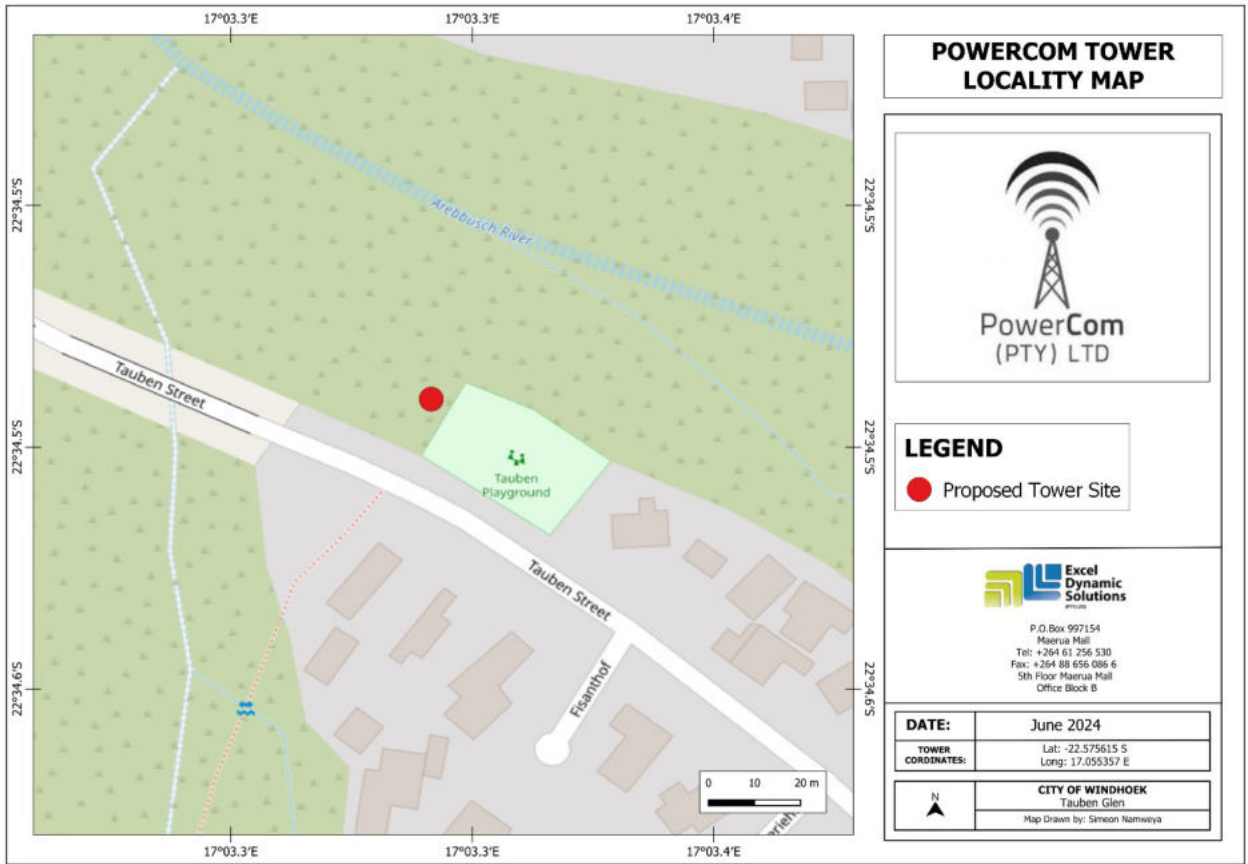 17°03.3'E
17°03.3'E
17°03.4'E
22°34.5'S
22°34.5'S
22°34.6'S
Arebbusch River
Tauben Street
Tauben
Playground
Tauben Street
Fisanthof
0 10 20 m
22°34.5'S
22°34.5'S
22°34.6'S
17°03.3'E
17°03.3'E
17°03.4'E
POWERCOM TOWER
LOCALITY MAP
PowerCom
(PTY) LTD
LEGEND
Proposed Tower Site
Excel
Dynamic
Solutions
(PTY) LTD
P.O.Box 997154
Maerua Mall
Tel: +264 61 256 530
Fax: +264 88 656 086 6
5th Floor Maerua Mall
Office Block B
DATE: June 2024
TOWER
CORDINATES:
Lat: -22.575615 S
Long: 17.055357 E
N
CITY OF WINDHOEK
Tauben Glen
Map Drawn by: Simeon Namweya